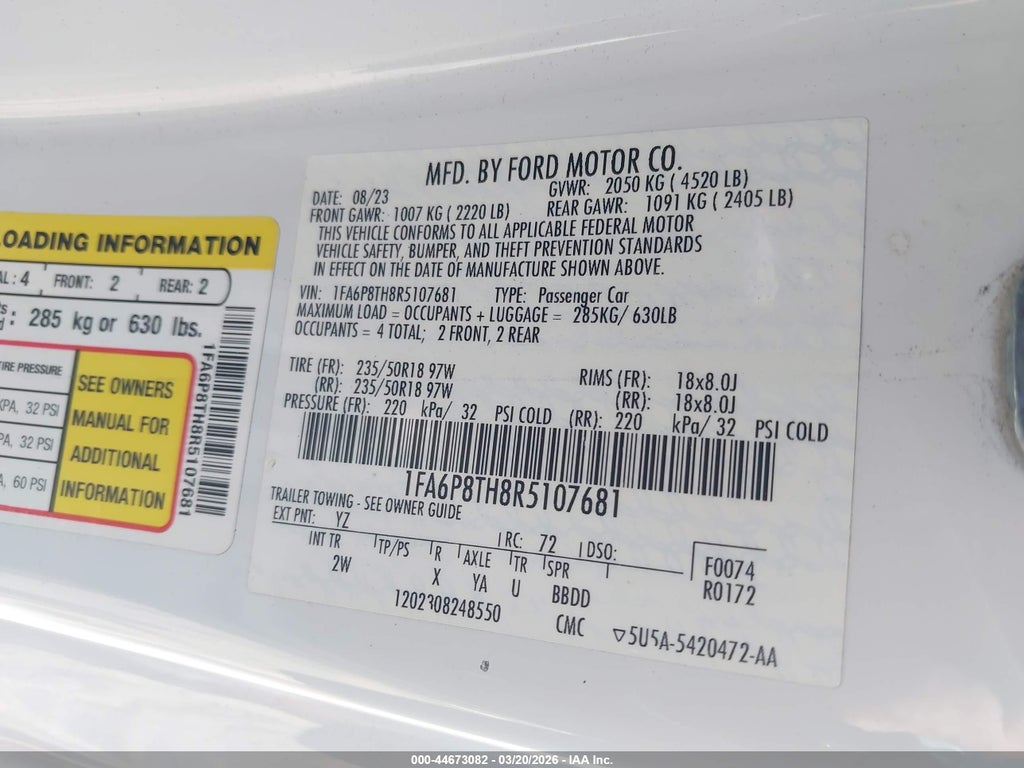 LOADING INFORMATION
AL: 4 FRONT: 2 REAR: 2
: 285 kg or 630 lbs.
TIRE PRESSURE
KPA, 32 PSI
PA, 32 PSI
A, 60 PSI
SEE OWNERS
MANUAL FOR
ADDITIONAL
INFORMATION
1FA6P8TH8R5107681
MFD. BY FORD MOTOR CO.
DATE: 08/23 GVWR: 2050 KG ( 4520 LB)
FRONT GAWR: 1007 KG ( 2220 LB) REAR GAWR: 1091 KG ( 2405 LB)
THIS VEHICLE CONFORMS TO ALL APPLICABLE FEDERAL MOTOR
VEHICLE SAFETY, BUMPER, AND THEFT PREVENTION STANDARDS
IN EFFECT ON THE DATE OF MANUFACTURE SHOWN ABOVE.
VIN: 1FA6P8TH8R5107681 TYPE: Passenger Car
MAXIMUM LOAD = OCCUPANTS + LUGGAGE = 285KG/ 630LB
OCCUPANTS = 4 TOTAL; 2 FRONT, 2 REAR
TIRE (FR): 235/50R18 97W RIMS (FR): 18x8.0J
(RR): 235/50R18 97W (RR): 18x8.0J
PRESSURE (FR): 220 kPa/ 32 PSI COLD (RR): 220 kPa/ 32 PSI COLD
1FA6P8TH8R5107681
TRAILER TOWING - SEE OWNER GUIDE
EXT PNT: YZ RC: 72 DSO:
INT TR TP/PS R AXLE TR SPR F0074
2W X YA U BBDD R0172
1202308248550 CMC ▽5U5A-5420472-AA
000-44673082 - 03/20/2026 - IAA Inc.